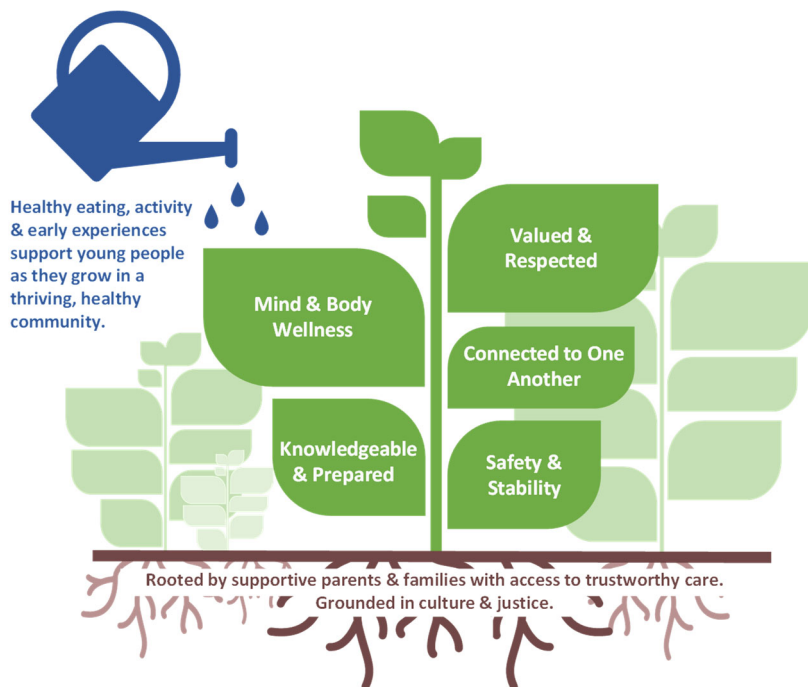 Healthy eating, activity
& early experiences
support young people
as they grow in a
thriving, healthy
community.
Mind & Body
Wellness
Valued &
Respected
Connected to One
Another
Knowledgeable
& Prepared
Safety &
Stability
Rooted by supportive parents & families with access to trustworthy care.
Grounded in culture & justice.